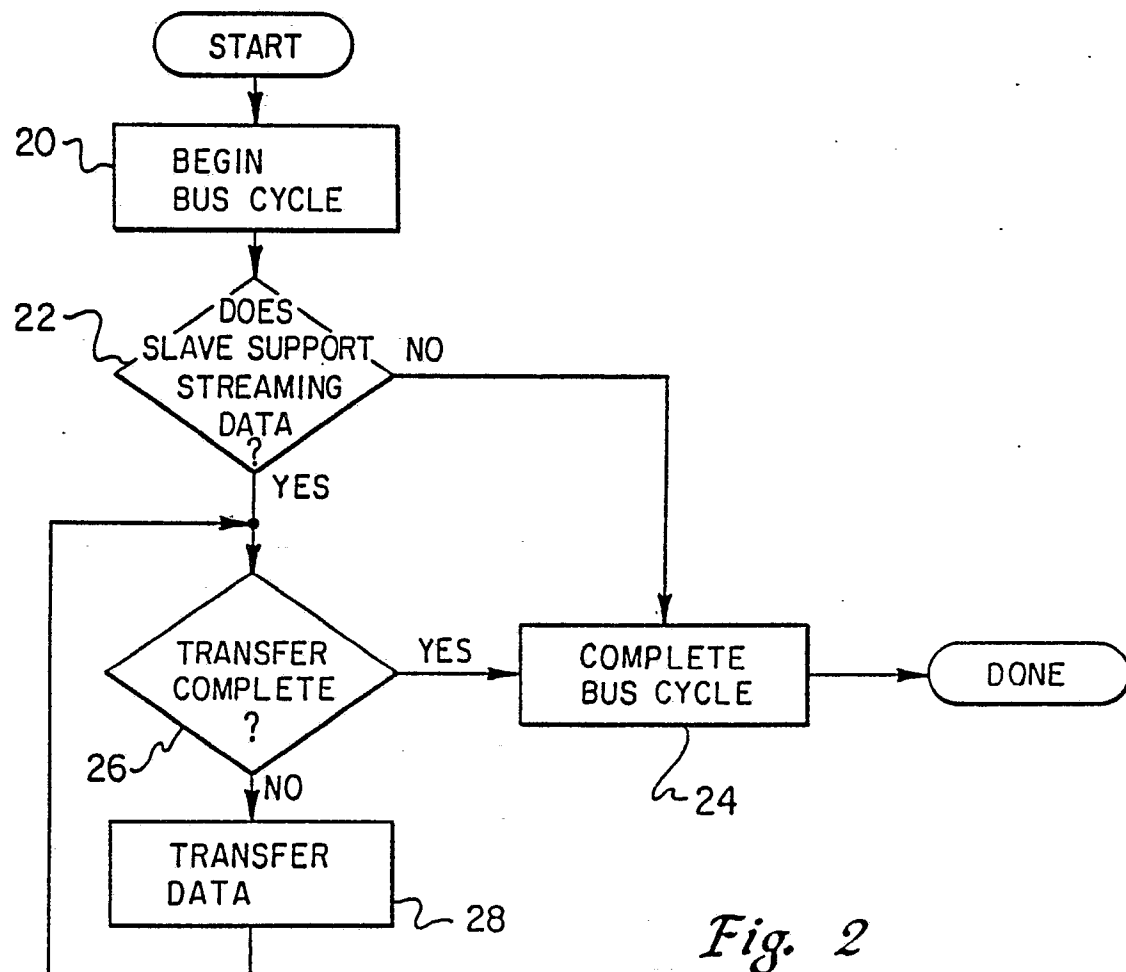 START
20
BEGIN
BUS CYCLE
22
DOES
SLAVE SUPPORT
STREAMING
DATA
?
NO
YES
TRANSFER
COMPLETE
?
YES
COMPLETE
BUS CYCLE
DONE
26
NO
24
TRANSFER
DATA
28
Fig. 2